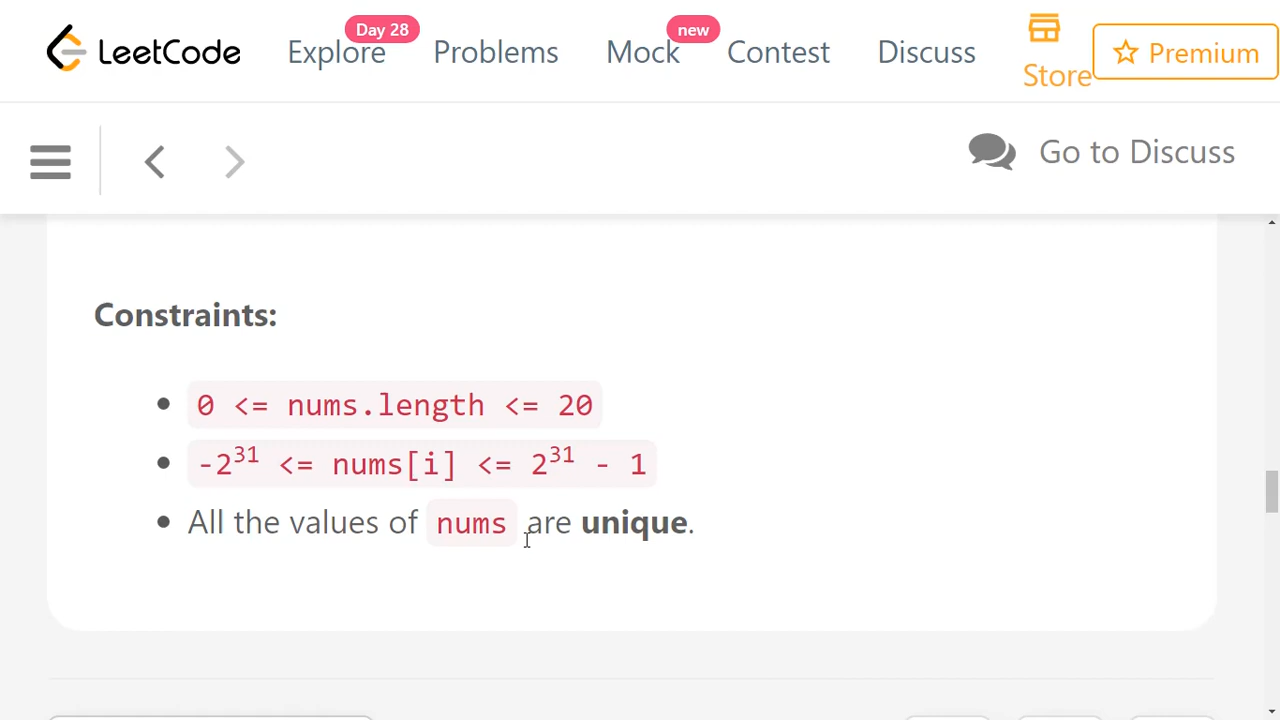 Day 28
new
LeetCode Explore Problems Mock Contest Discuss Store Premium
Go to Discuss
Constraints:
0 <= nums.length <= 20
-2³¹ <= nums[i] <= 2³¹ - 1
All the values of nums are unique.